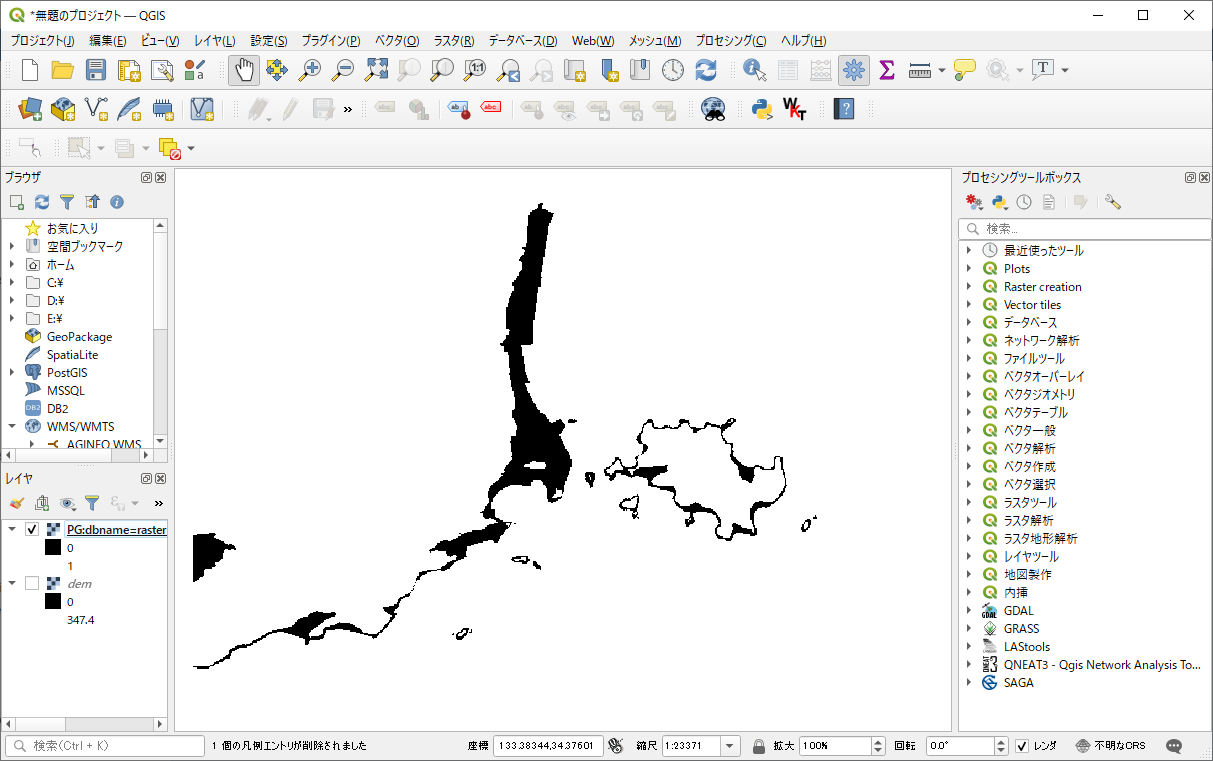 *無題のプロジェクト — QGIS
プロジェクト(J) 編集(E) ビュー(V) レイヤ(L) 設定(S) プラグイン(P) ベクタ(O) ラスタ(R) データベース(D) Web(W) メッシュ(M) プロセシング(C) ヘルプ(H)
ブラウザ
お気に入り
空間ブックマーク
ホーム
C:¥
D:¥
E:¥
GeoPackage
SpatiaLite
PostGIS
MSSQL
DB2
WMS/WMTS
AGINFO WMS
レイヤ
PG:dbname=raster
0
1
dem
0
347.4
プロセシングツールボックス
検索...
最近使ったツール
Plots
Raster creation
Vector tiles
データベース
ネットワーク解析
ファイルツール
ベクタオーバーレイ
ベクタジオメトリ
ベクタテーブル
ベクタ一般
ベクタ解析
ベクタ作成
ベクタ選択
ラスタツール
ラスタ解析
ラスタ地形解析
レイヤツール
地図製作
内挿
GDAL
GRASS
LAStools
QNEAT3 - Qgis Network Analysis To...
SAGA
検索(Ctrl + K) 1 個の凡例エントリが削除されました 座標 133.38344,34.37601 縮尺 1:23371 拡大 100% 回転 0.0° レンダ 不明なCRS